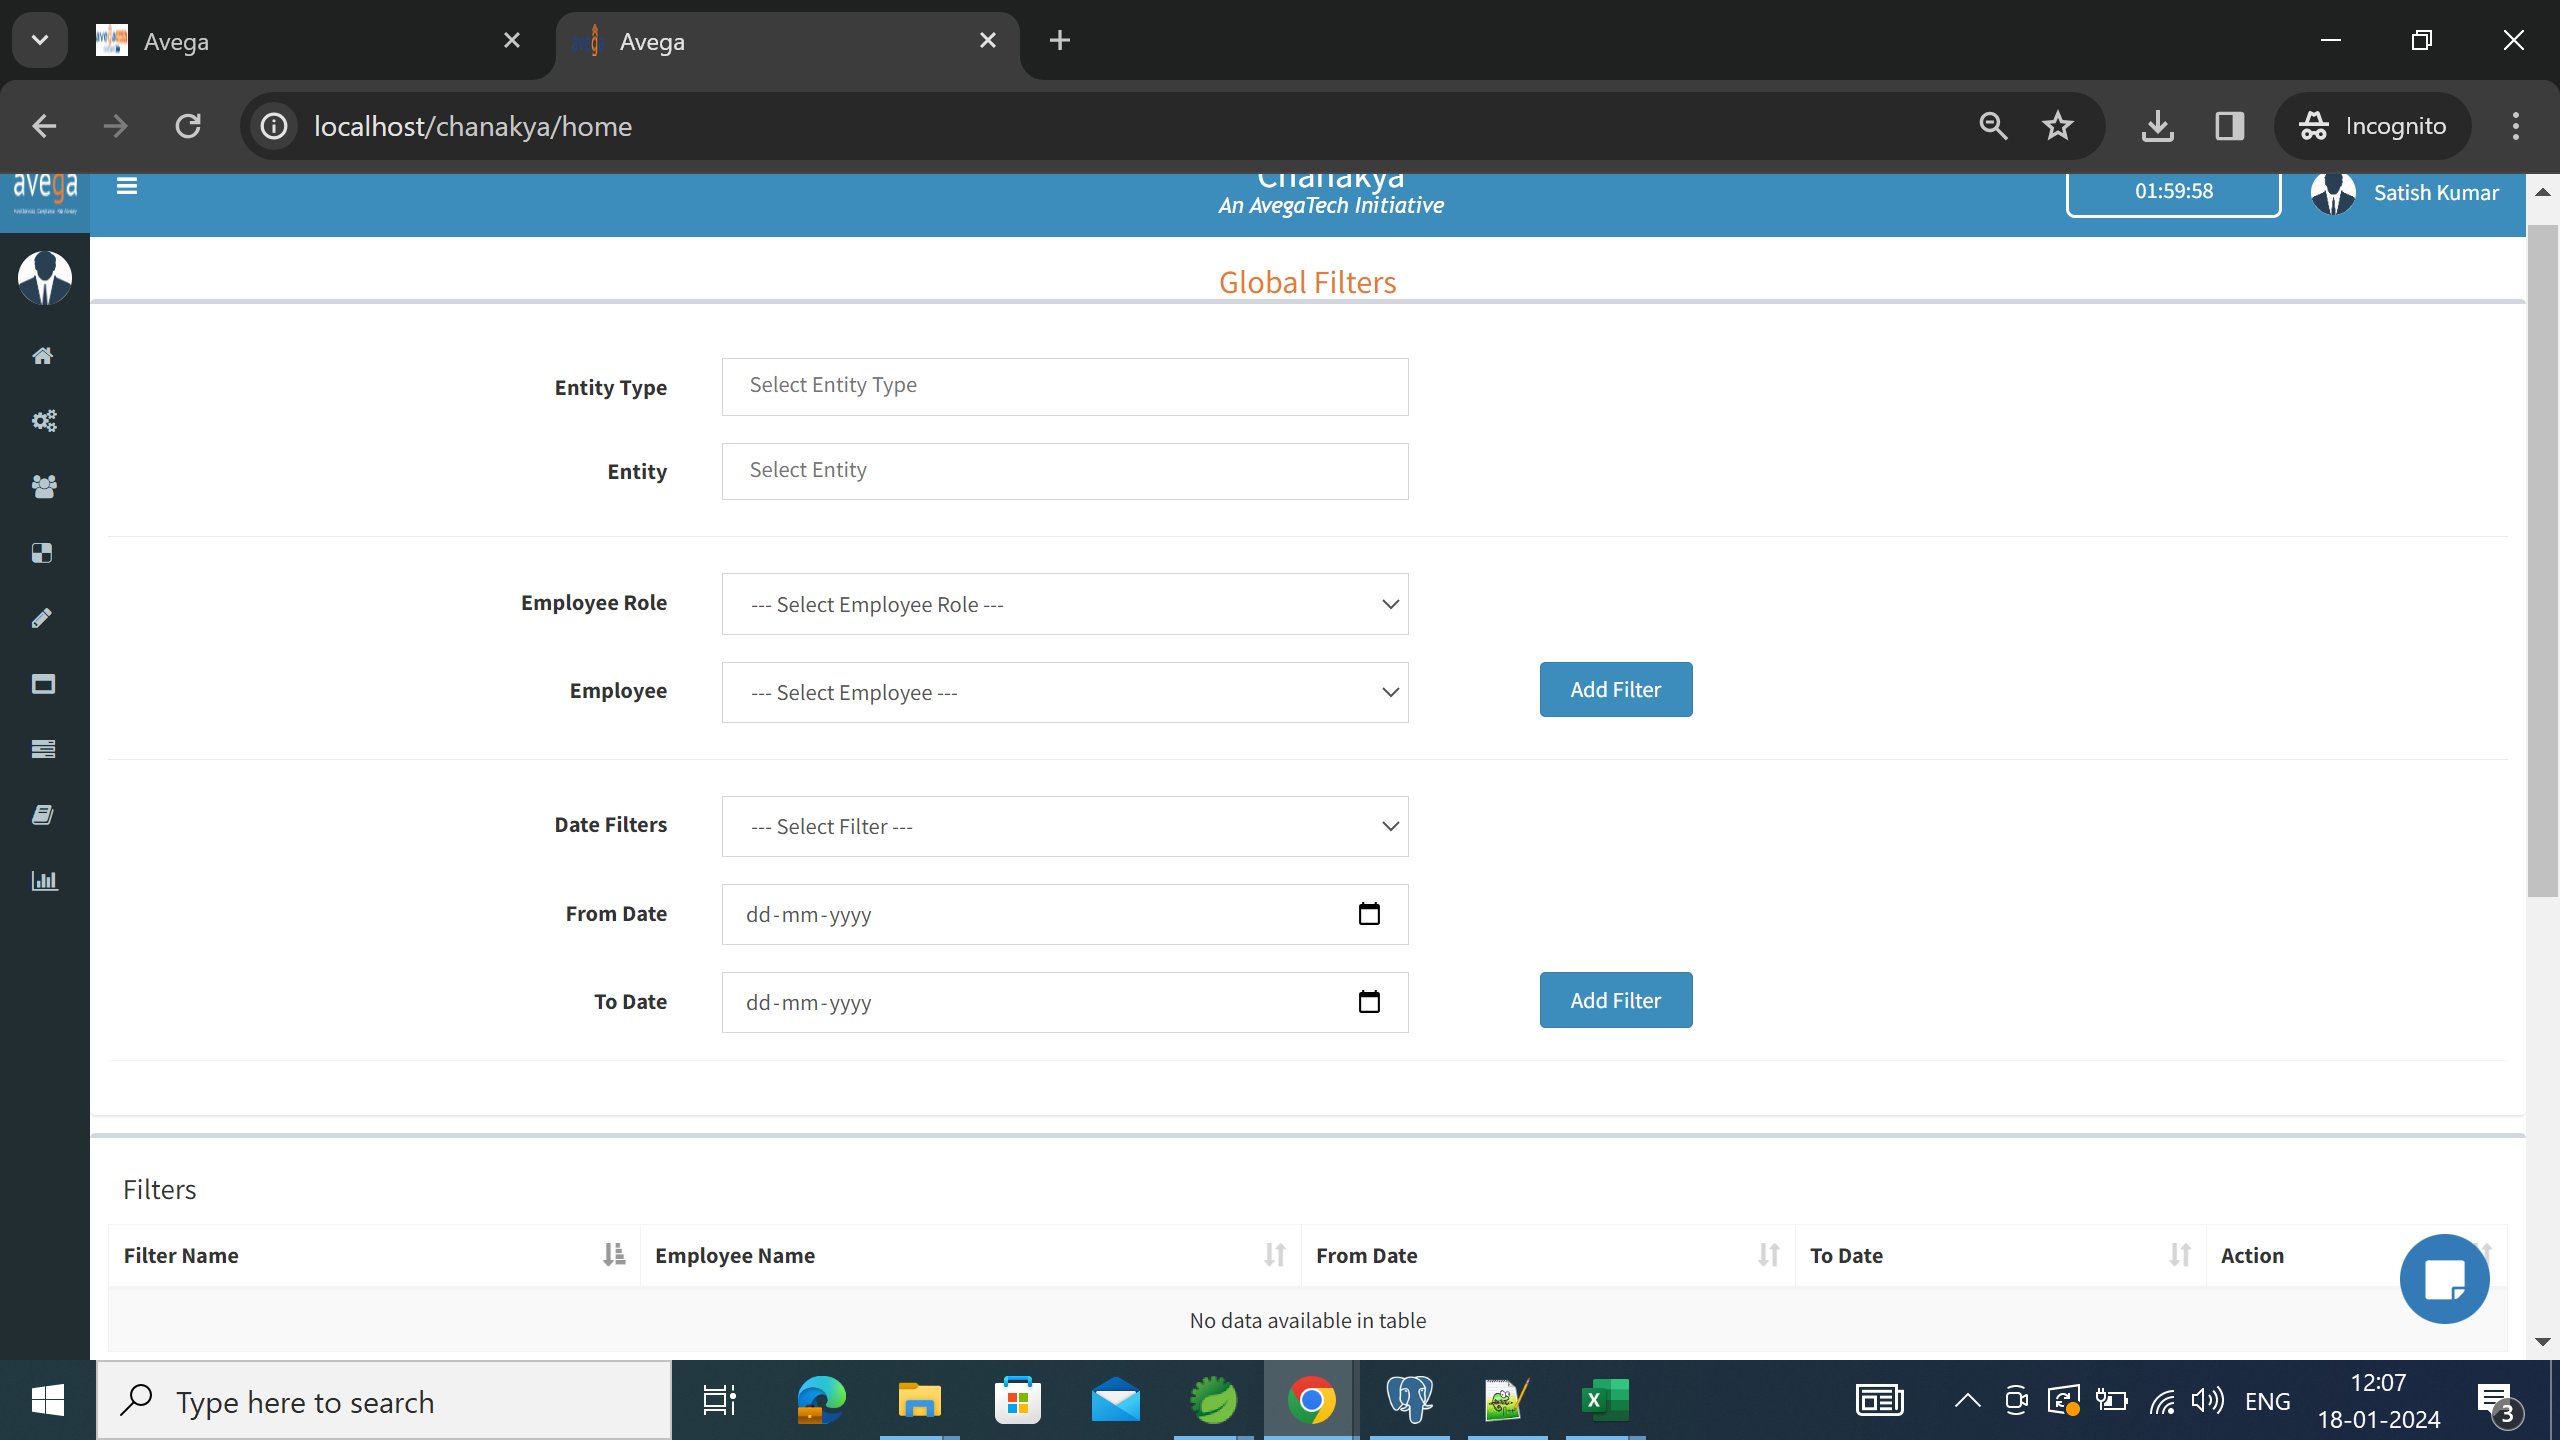 Avega
Avega
localhost/chanakya/home
Incognito
avega
Chanakya
An AvegaTech Initiative
01:59:58
Satish Kumar
Global Filters
Entity Type
Select Entity Type
Entity
Select Entity
Employee Role
--- Select Employee Role ---
Employee
--- Select Employee ---
Add Filter
Date Filters
--- Select Filter ---
From Date
dd-mm-yyyy
To Date
dd-mm-yyyy
Add Filter
Filters
Filter Name
Employee Name
From Date
To Date
Action
No data available in table
Type here to search
ENG
12:07
18-01-2024
3